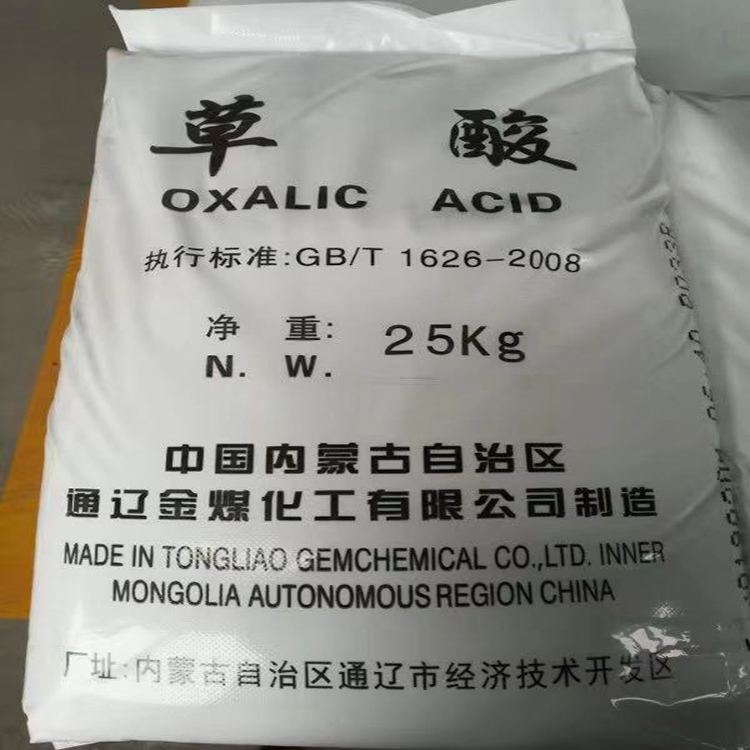 草 酸
OXALIC ACID
执行标准:GB/T 1626-2008
净 重: 25Kg
N. W.
中国内蒙古自治区
通辽金煤化工有限公司制造
MADE IN TONGLIAO GEMCHEMICAL CO.,LTD. INNER
MONGOLIA AUTONOMOUS REGION CHINA
厂址:内蒙古自治区通辽市经济技术开发区